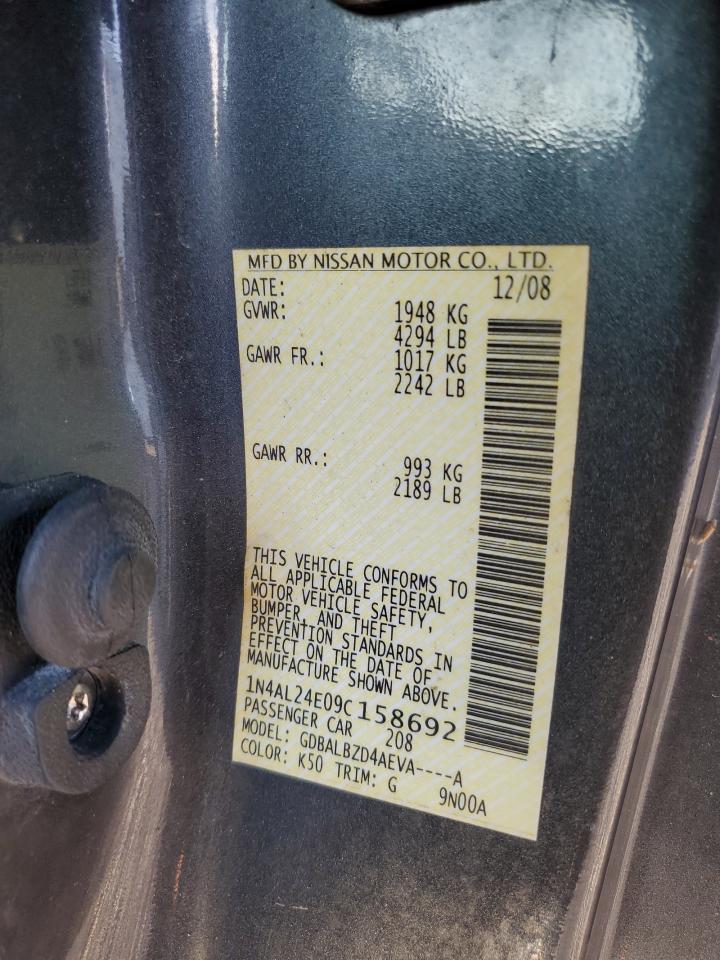 MFD BY NISSAN MOTOR CO., LTD.
DATE: 12/08
GVWR: 1948 KG
4294 LB
GAWR FR.: 1017 KG
2242 LB
GAWR RR.: 993 KG
2189 LB
THIS VEHICLE CONFORMS TO
ALL APPLICABLE FEDERAL
MOTOR VEHICLE SAFETY,
BUMPER, AND THEFT
PREVENTION STANDARDS IN
EFFECT ON THE DATE OF
MANUFACTURE SHOWN ABOVE.
1N4AL24E09C158692
PASSENGER CAR 208
MODEL: GDBALBZD4AEVA----A
COLOR: K50 TRIM: G 9N00A